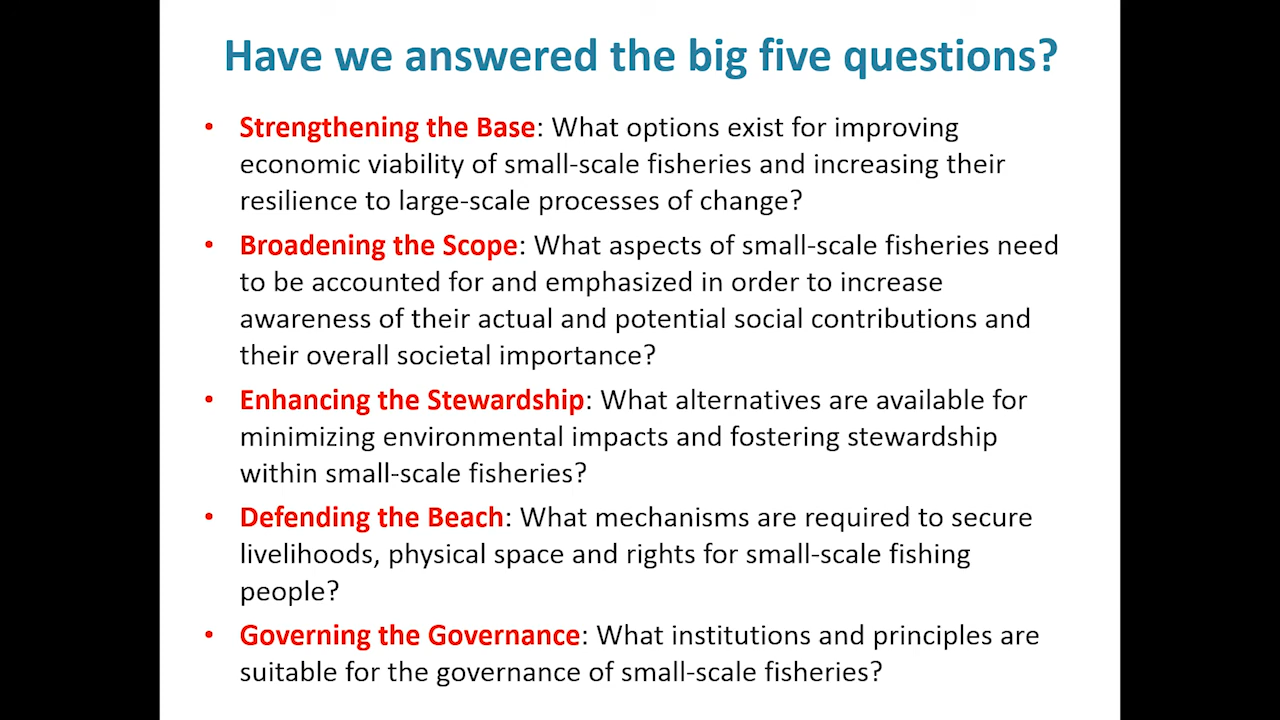 Have we answered the big five questions?
• Strengthening the Base: What options exist for improving
economic viability of small-scale fisheries and increasing their
resilience to large-scale processes of change?
• Broadening the Scope: What aspects of small-scale fisheries need
to be accounted for and emphasized in order to increase
awareness of their actual and potential social contributions and
their overall societal importance?
• Enhancing the Stewardship: What alternatives are available for
minimizing environmental impacts and fostering stewardship
within small-scale fisheries?
• Defending the Beach: What mechanisms are required to secure
livelihoods, physical space and rights for small-scale fishing
people?
• Governing the Governance: What institutions and principles are
suitable for the governance of small-scale fisheries?